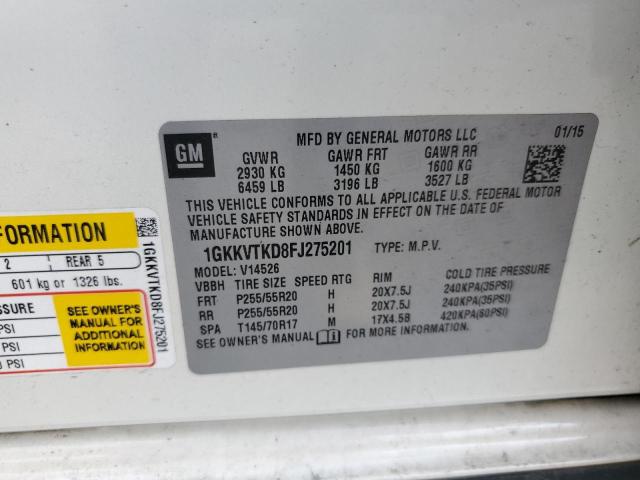 GM
MFD BY GENERAL MOTORS LLC 01/15
GVWR GAWR FRT GAWR RR
2930 KG 1450 KG 1600 KG
6459 LB 3196 LB 3527 LB
THIS VEHICLE CONFORMS TO ALL APPLICABLE U.S. FEDERAL MOTOR
VEHICLE SAFETY STANDARDS IN EFFECT ON THE DATE OF
MANUFACTURE SHOWN ABOVE.
1GKKVTKD8FJ275201 TYPE: M.P.V.
MODEL: V14526
VBBH TIRE SIZE SPEED RTG RIM COLD TIRE PRESSURE
FRT P255/55R20 H 20X7.5J 240KPA(35PSI)
RR P255/55R20 H 20X7.5J 240KPA(35PSI)
SPA T145/70R17 M 17X4.5B 420KPA(60PSI)
SEE OWNER'S MANUAL FOR MORE INFORMATION.
FORMATION
2 REAR 5
601 kg or 1326 lbs.
PSI
PSI
PSI
SEE OWNER'S
MANUAL FOR
ADDITIONAL
INFORMATION
1GKKVTKD8FJ275201